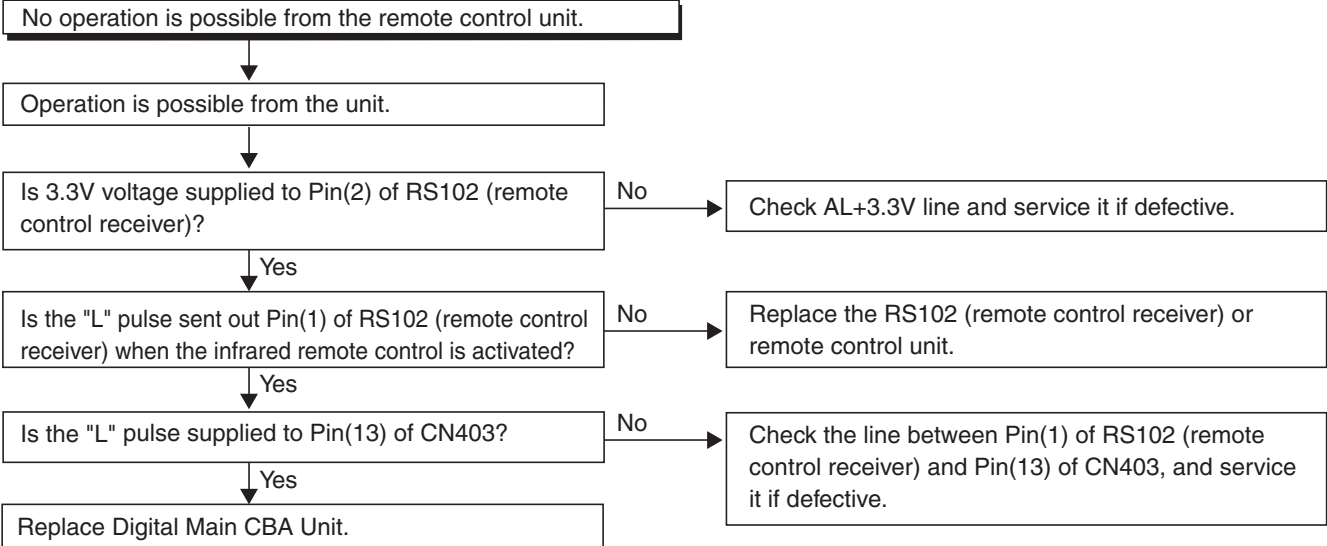 No operation is possible from the remote control unit.
Operation is possible from the unit.
Is 3.3V voltage supplied to Pin(2) of RS102 (remote
control receiver)?
No
Check AL+3.3V line and service it if defective.
Yes
Is the "L" pulse sent out Pin(1) of RS102 (remote control
receiver) when the infrared remote control is activated?
No
Replace the RS102 (remote control receiver) or
remote control unit.
Yes
Is the "L" pulse supplied to Pin(13) of CN403?
No
Check the line between Pin(1) of RS102 (remote
control receiver) and Pin(13) of CN403, and service
it if defective.
Yes
Replace Digital Main CBA Unit.